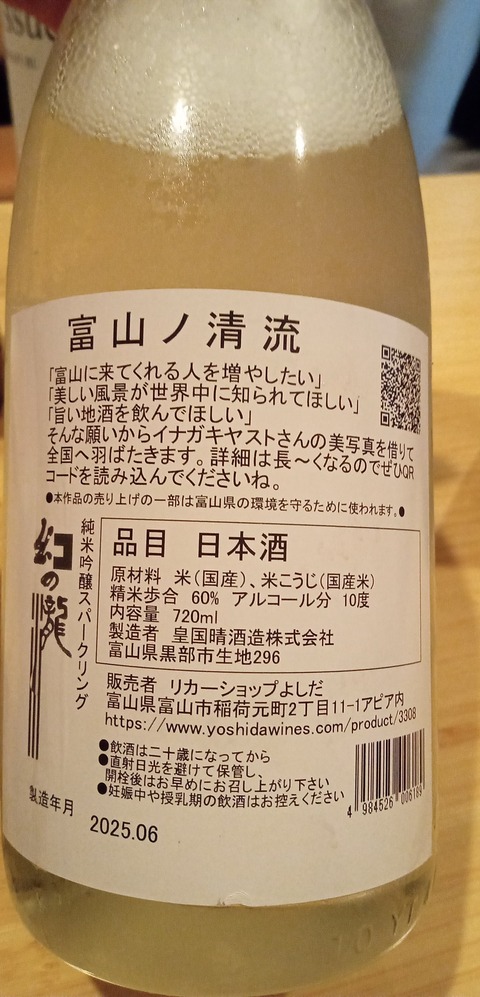 富山ノ清流
「富山に来てくれる人を増やしたい」
「美しい風景が世界中に知られてほしい」
「旨い地酒を飲んでほしい」
そんな願いからイナガキヤストさんの美写真を借りて
全国へ羽ばたきます。詳細は長〜くなるのでぜひQR
コードを読み込んでくださいね。
●本作品の売り上げの一部は富山県の環境を守るために使われます。●
幻の瀧
純米吟醸スパークリング
品目 日本酒
原材料 米(国産)、米こうじ(国産米)
精米歩合 60% アルコール分 10度
内容量 720ml
製造者 皇国晴酒造株式会社
富山県黒部市生地296
販売者 リカーショップよしだ
富山県富山市稲荷元町2丁目11-1アピア内
https://www.yoshidawines.com/product/3308
●飲酒は二十歳になってから
●直射日光を避けて保管し、
開栓後はお早めにお召し上がり下さい
●妊娠中や授乳期の飲酒はお控えください
4 984526 006189
製造年月 2025.06